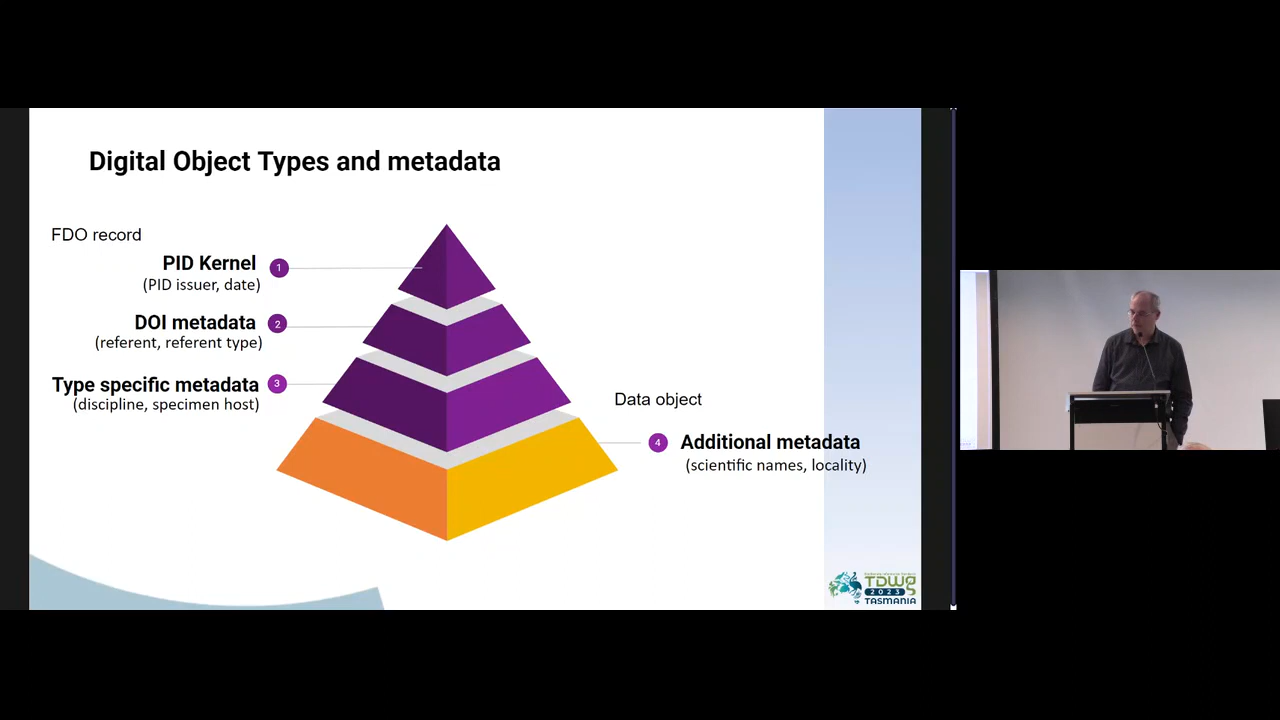 Digital Object Types and metadata
FDO record
PID Kernel
1
(PID issuer, date)
DOI metadata
2
(referent, referent type)
Type specific metadata
3
(discipline, specimen host)
Data object
4
Additional metadata
(scientific names, locality)
TDWG
2023
TASMANIA